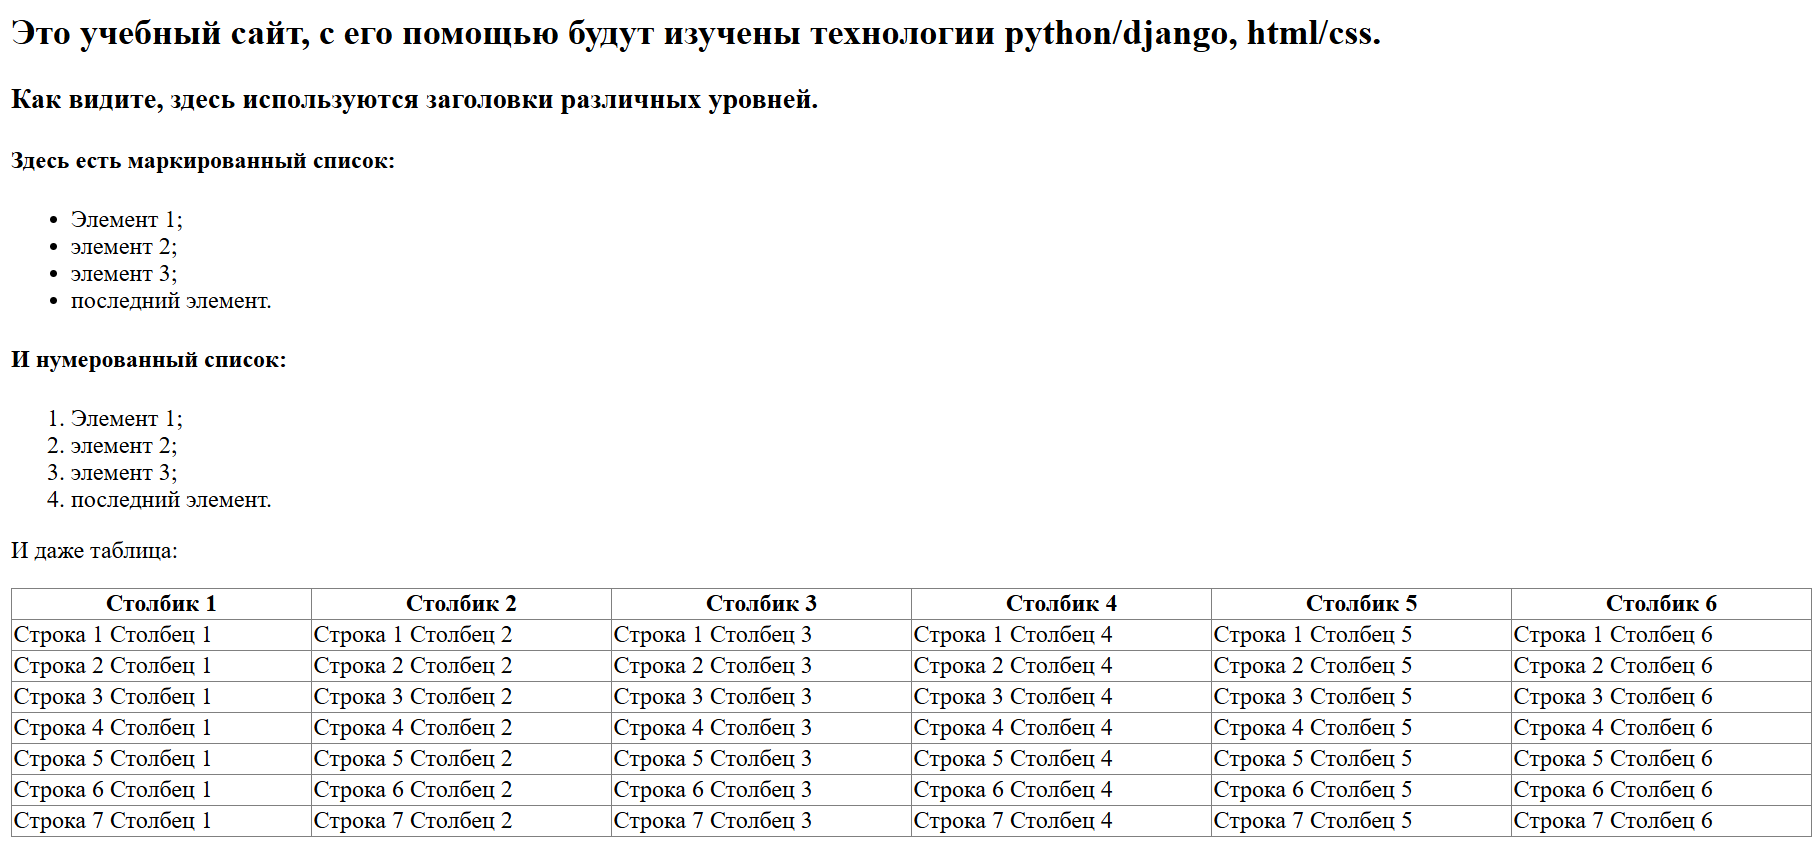 Это учебный сайт, с его помощью будут изучены технологии python/django, html/css.
Как видите, здесь используются заголовки различных уровней.
Здесь есть маркированный список:
• Элемент 1;
• элемент 2;
• элемент 3;
• последний элемент.
И нумерованный список:
1. Элемент 1;
2. элемент 2;
3. элемент 3;
4. последний элемент.
И даже таблица:
Столбик 1 Столбик 2 Столбик 3 Столбик 4 Столбик 5 Столбик 6
Строка 1 Столбец 1 Строка 1 Столбец 2 Строка 1 Столбец 3 Строка 1 Столбец 4 Строка 1 Столбец 5 Строка 1 Столбец 6
Строка 2 Столбец 1 Строка 2 Столбец 2 Строка 2 Столбец 3 Строка 2 Столбец 4 Строка 2 Столбец 5 Строка 2 Столбец 6
Строка 3 Столбец 1 Строка 3 Столбец 2 Строка 3 Столбец 3 Строка 3 Столбец 4 Строка 3 Столбец 5 Строка 3 Столбец 6
Строка 4 Столбец 1 Строка 4 Столбец 2 Строка 4 Столбец 3 Строка 4 Столбец 4 Строка 4 Столбец 5 Строка 4 Столбец 6
Строка 5 Столбец 1 Строка 5 Столбец 2 Строка 5 Столбец 3 Строка 5 Столбец 4 Строка 5 Столбец 5 Строка 5 Столбец 6
Строка 6 Столбец 1 Строка 6 Столбец 2 Строка 6 Столбец 3 Строка 6 Столбец 4 Строка 6 Столбец 5 Строка 6 Столбец 6
Строка 7 Столбец 1 Строка 7 Столбец 2 Строка 7 Столбец 3 Строка 7 Столбец 4 Строка 7 Столбец 5 Строка 7 Столбец 6